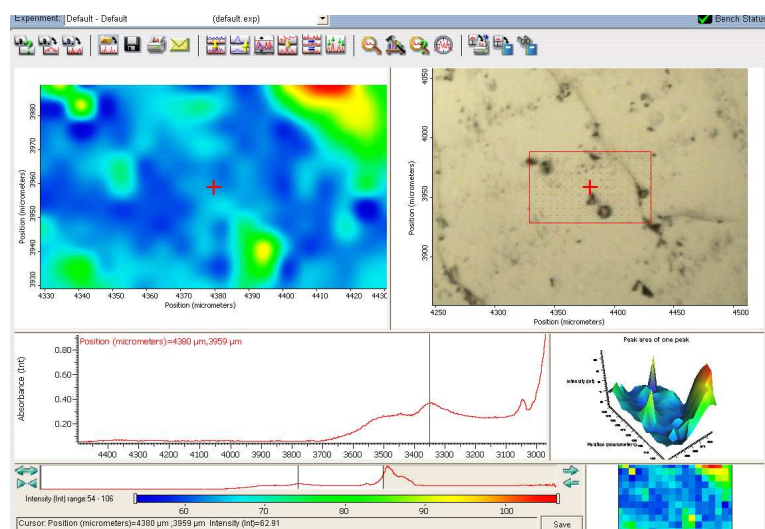 Experiment: Default - Default (default.exp)
Bench Status
Position (micrometers)
3980
3970
3960
3950
3940
3930
4330 4340 4350 4360 4370 4380 4390 4400 4410 4420 4430
Position (micrometers)
Position (micrometers)
4050
4000
3950
3900
4250 4300 4350 4400 4450 4500
Position (micrometers)
Position (micrometers)=4380 µm,3959 µm
Absorbance (Int)
0.80
0.60
0.40
0.20
4400 4300 4200 4100 4000 3900 3800 3700 3600 3500 3400 3300 3200 3100 3000
Peak area of one peak
Intensity (Int)
Position (micrometers)
Intensity (Int) range:54 - 106
60 70 80 90 100
Cursor: Position (micrometers)=4380 µm ;3959 µm Intensity (Int)=62.91
Save